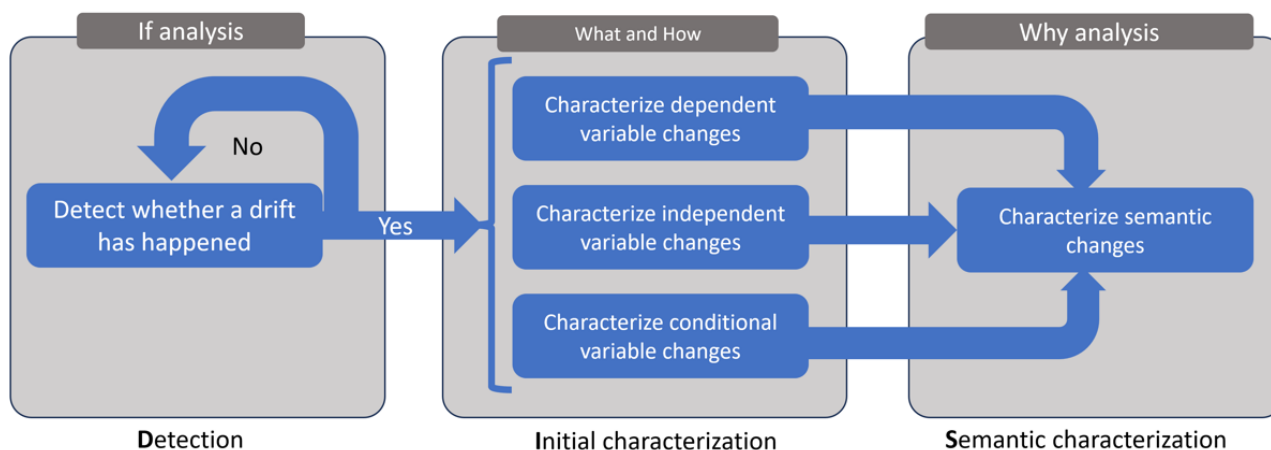 If analysis
What and How
Why analysis
No
Detect whether a drift
has happened
Yes
Characterize dependent
variable changes
Characterize independent
variable changes
Characterize conditional
variable changes
Characterize semantic
changes
Detection
Initial characterization
Semantic characterization